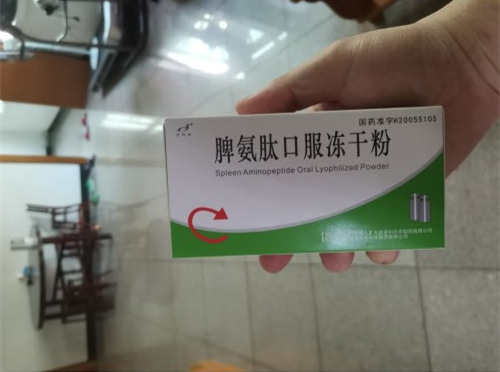 国药准字H20055105
脾氨肽口服冻干粉
Spleen Aminopeptide Oral Lyophilized Powder